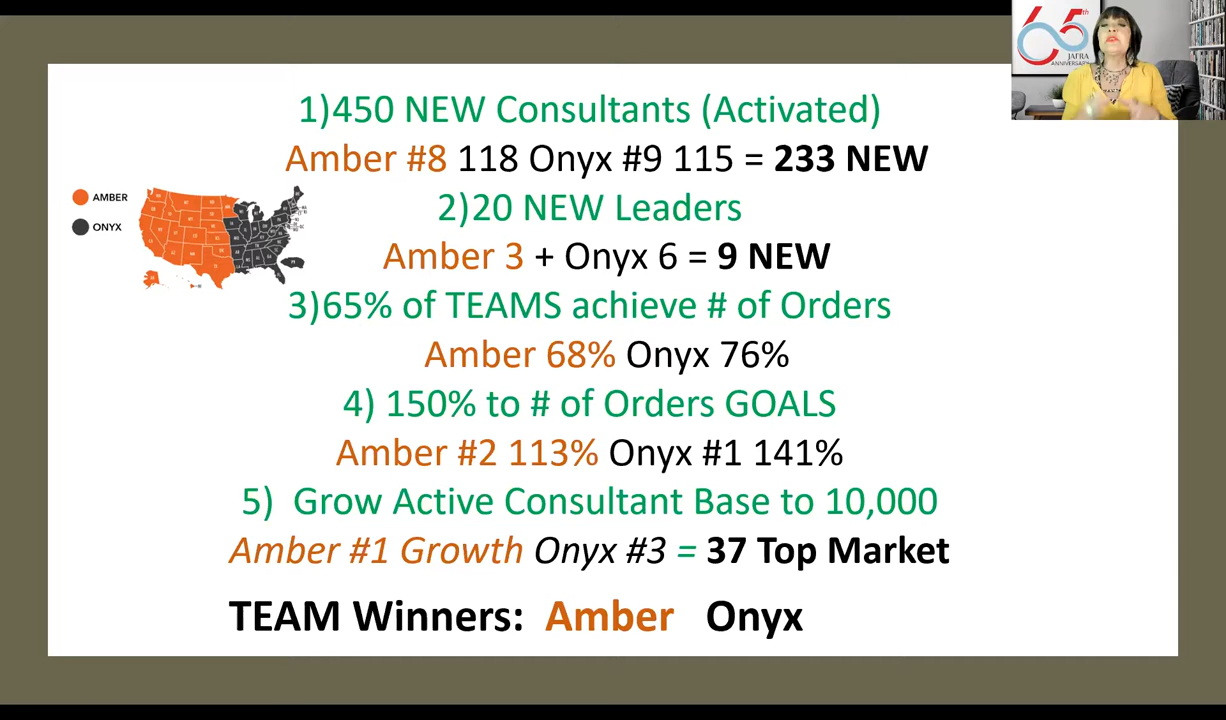 65th
JAFRA
ANNIVERSARY
1)450 NEW Consultants (Activated)
Amber #8 118 Onyx #9 115 = 233 NEW
AMBER
ONYX
2)20 NEW Leaders
Amber 3 + Onyx 6 = 9 NEW
3)65% of TEAMS achieve # of Orders
Amber 68% Onyx 76%
4) 150% to # of Orders GOALS
Amber #2 113% Onyx #1 141%
5) Grow Active Consultant Base to 10,000
Amber #1 Growth Onyx #3 = 37 Top Market
TEAM Winners: Amber Onyx